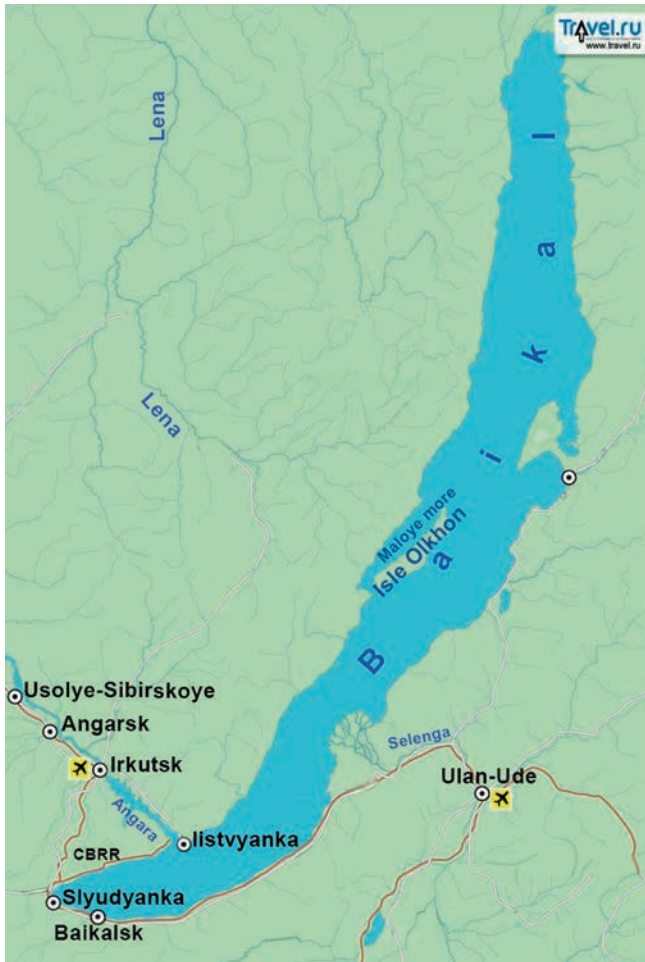 Travel.ru
www.travel.ru
Lena
Lena
Baikal
Maloye more
Isle Olkhon
Usolye-Sibirskoye
Angarsk
Irkutsk
Angara
Selenga
Ulan-Ude
listvyanka
CBRR
Slyudyanka
Baikalsk